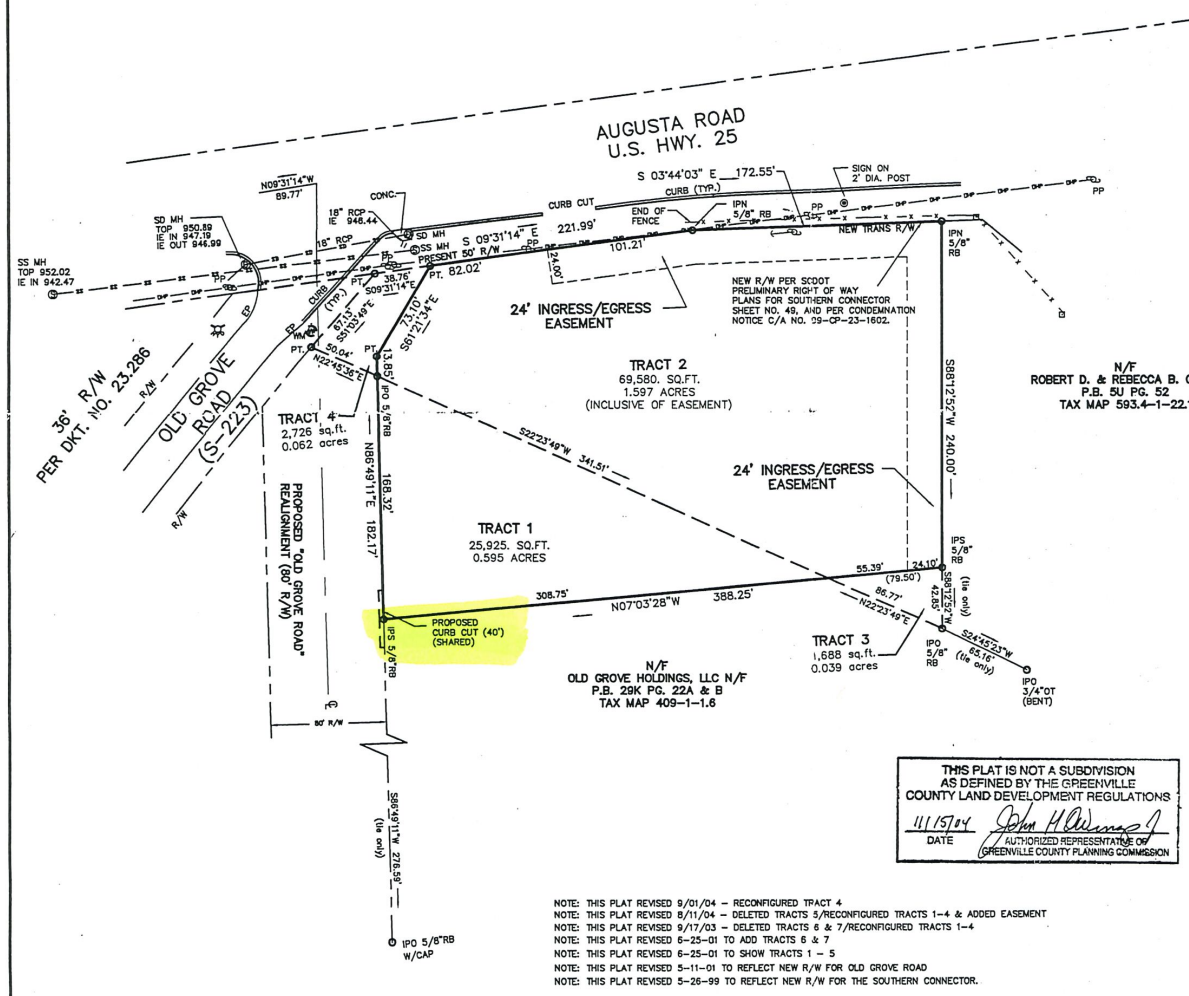 AUGUSTA ROAD
U.S. HWY. 25
S 03°44'03" E 172.55'
CURB (TYP.)
SIGN ON
2' DIA. POST
PP
N09°31'14"W
89.77'
CONC.
18" RCP
IE 948.44
CURB CUT
END OF
FENCE
IPN
5/8" RB
PP
SD MH
TOP 950.89
IE IN 947.19
IE OUT 946.99
18" RCP
SD MH
SS MH
S 09°31'14" E 221.99'
PRESENT 50' R/W
PP
101.21'
NEW TRANS R/W
IPN
5/8"
RB
SS MH
TOP 952.02
IE IN 942.47
PP
EP
CURB
(TYP.)
EP
PT.
38.76'
S09°31'14"E
PT. 82.02'
24.00'
67.13'
S51°03'49"E
73.10'
S61°21'34"E
WM
PT.
50.04'
N22°45'36"E
PT.
13.85'
IPO 5/8"RB
24' INGRESS/EGRESS
EASEMENT
NEW R/W PER SCDOT
PRELIMINARY RIGHT OF WAY
PLANS FOR SOUTHERN CONNECTOR
SHEET NO. 49, AND PER CONDEMNATION
NOTICE C/A NO. 99-CP-23-1602.
TRACT 2
69,580. SQ.FT.
1.597 ACRES
(INCLUSIVE OF EASEMENT)
N/F
ROBERT D. & REBECCA B.
P.B. 5U PG. 52
TAX MAP 593.4-1-22.
S88°12'52"W 240.00'
36' R/W
PER DKT. NO. 23.286
R/W
OLD GROVE
ROAD
(S-223)
R/W
TRACT 4
2,726 sq.ft.
0.062 acres
N86°49'11"E 182.17'
168.32'
S22°23'49"W 341.51'
24' INGRESS/EGRESS
EASEMENT
PROPOSED "OLD GROVE ROAD"
REALIGNMENT (80' R/W)
TRACT 1
25,925. SQ.FT.
0.595 ACRES
IPS
5/8"
RB
55.39'
24.10'
(79.50')
308.75'
N07°03'28"W 388.25'
86.77'
N22°23'49"E
S88°12'52"W
42.85'
(tie only)
PROPOSED
CURB CUT (40')
(SHARED)
IPS 5/8"RB
TRACT 3
1,688 sq.ft.
0.039 acres
IPO
5/8"
RB
S24°45'23"W
65.16'
(tie only)
IPO
3/4"OT
(BENT)
N/F
OLD GROVE HOLDINGS, LLC N/F
P.B. 29K PG. 22A & B
TAX MAP 409-1-1.6
80' R/W
S86°49'11"W 276.59'
(tie only)
IPO 5/8"RB
W/CAP
THIS PLAT IS NOT A SUBDIVISION
AS DEFINED BY THE GREENVILLE
COUNTY LAND DEVELOPMENT REGULATIONS
11/15/04
DATE
AUTHORIZED REPRESENTATIVE OF
GREENVILLE COUNTY PLANNING COMMISSION
NOTE: THIS PLAT REVISED 9/01/04 – RECONFIGURED TRACT 4
NOTE: THIS PLAT REVISED 8/11/04 – DELETED TRACTS 5/RECONFIGURED TRACTS 1-4 & ADDED EASEMENT
NOTE: THIS PLAT REVISED 9/17/03 – DELETED TRACTS 6 & 7/RECONFIGURED TRACTS 1-4
NOTE: THIS PLAT REVISED 6-25-01 TO ADD TRACTS 6 & 7
NOTE: THIS PLAT REVISED 6-25-01 TO SHOW TRACTS 1 - 5
NOTE: THIS PLAT REVISED 5-11-01 TO REFLECT NEW R/W FOR OLD GROVE ROAD
NOTE: THIS PLAT REVISED 5-26-99 TO REFLECT NEW R/W FOR THE SOUTHERN CONNECTOR.